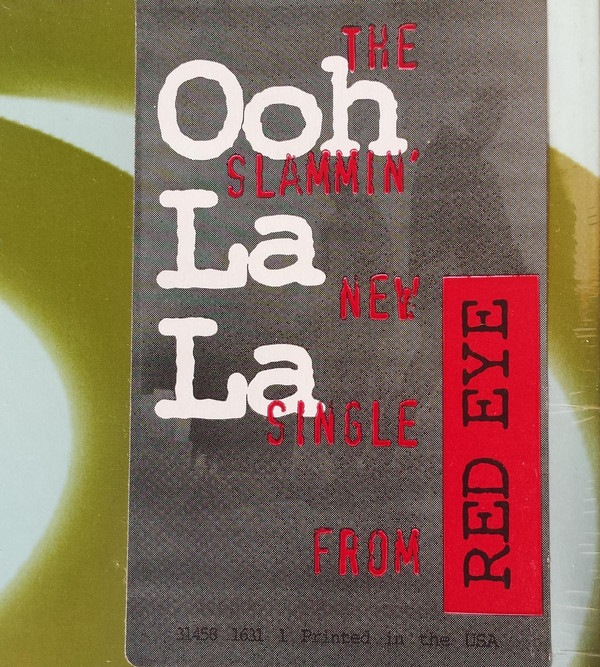 THE
Ooh
SLAMMIN'
La
NEW
La
SINGLE
FROM
RED EYE
31458 1631 1 Printed in the USA